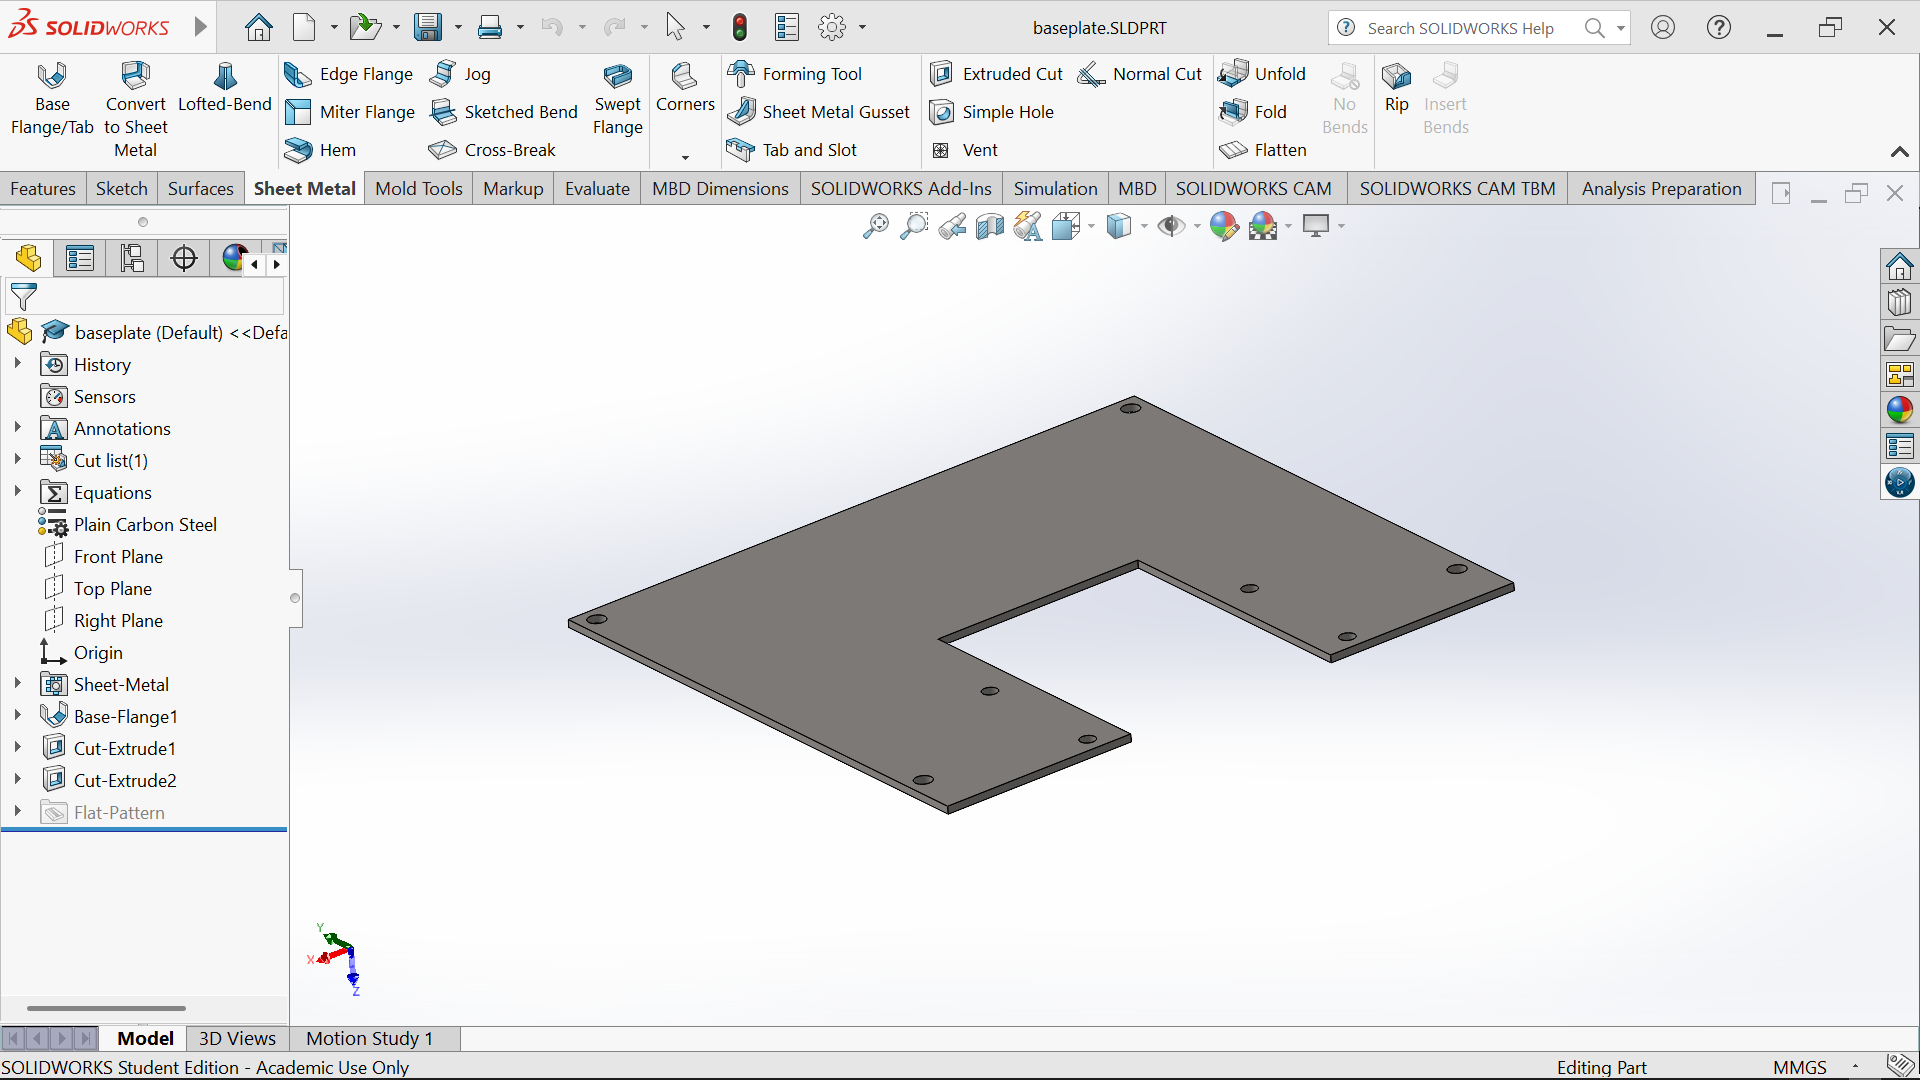 SOLIDWORKS
baseplate.SLDPRT
Search SOLIDWORKS Help
Base Flange/Tab
Convert to Sheet Metal
Lofted-Bend
Edge Flange
Miter Flange
Hem
Jog
Sketched Bend
Cross-Break
Swept Flange
Corners
Forming Tool
Sheet Metal Gusset
Tab and Slot
Extruded Cut
Simple Hole
Vent
Normal Cut
Unfold
Fold
Flatten
No Bends
Rip
Insert Bends
Features
Sketch
Surfaces
Sheet Metal
Mold Tools
Markup
Evaluate
MBD Dimensions
SOLIDWORKS Add-Ins
Simulation
MBD
SOLIDWORKS CAM
SOLIDWORKS CAM TBM
Analysis Preparation
baseplate (Default) <<Defa
History
Sensors
Annotations
Cut list(1)
Equations
Plain Carbon Steel
Front Plane
Top Plane
Right Plane
Origin
Sheet-Metal
Base-Flange1
Cut-Extrude1
Cut-Extrude2
Flat-Pattern
Y
X
Z
Model
3D Views
Motion Study 1
SOLIDWORKS Student Edition - Academic Use Only
Editing Part
MMGS